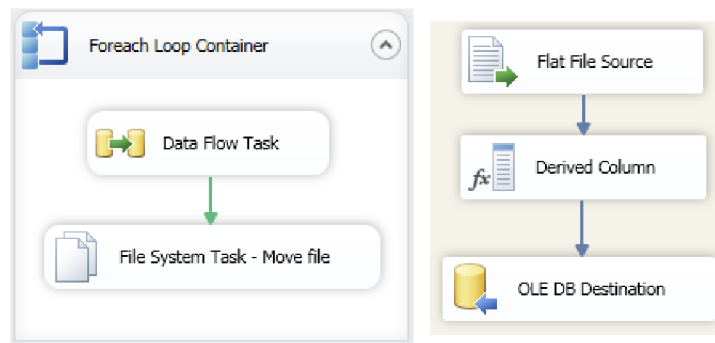 Foreach Loop Container
Data Flow Task
File System Task - Move file
Flat File Source
fx
Derived Column
OLE DB Destination